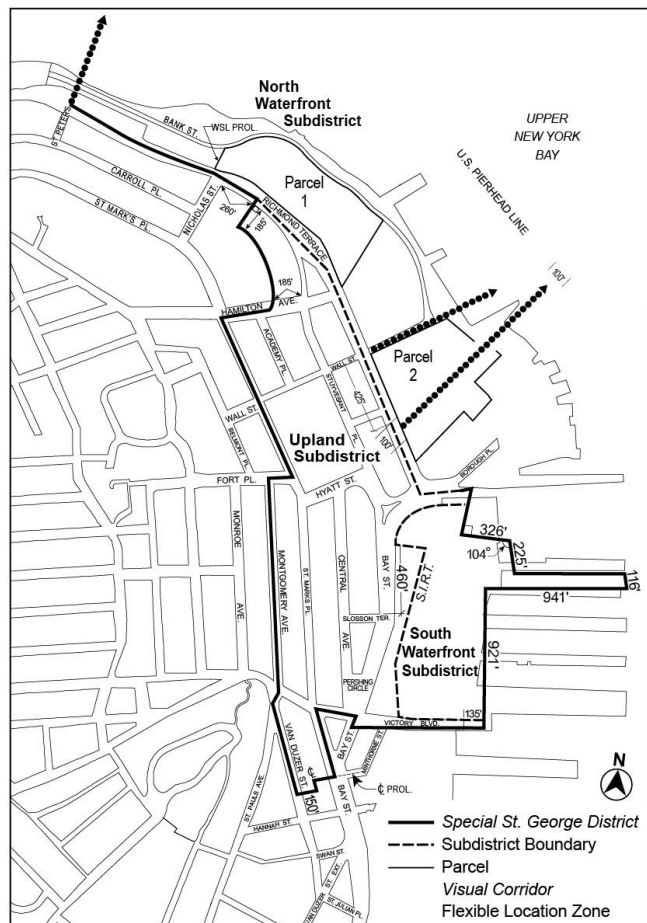 North
Waterfront
Subdistrict
UPPER
NEW YORK
BAY
U.S. PIERHEAD LINE
ST PETERS
BANK ST.
WSL PROL.
Parcel
1
CARROLL PL.
ST MARK'S PL.
NICHOLAS ST.
260'
185'
RICHMOND TERRACE
100'
185'
HAMILTON AVE.
ACADEMY PL.
WALL ST.
STUYVESANT PL.
425'
Parcel
2
100'
WALL ST.
BELMONT PL.
Upland
Subdistrict
BOROUGH PL.
FORT PL.
HYATT ST.
MONROE AVE.
MONTGOMERY AVE.
ST. MARKS PL.
CENTRAL AVE.
BAY ST.
460'
S.I.R.T.
326'
104°
225'
116'
941'
921'
SLOSSON TER.
South
Waterfront
Subdistrict
PERSHING
CIRCLE
135'
VICTORY BLVD.
VAN DUZER ST.
BAY ST.
MINTHORNE ST.
N
150'
BAY ST.
℄ PROL.
ST. PAULS AVE.
HANNAH ST.
SWAN ST.
VAN DUZER ST. EXT.
ST. JULIAN PL.
Special St. George District
Subdistrict Boundary
Parcel
Visual Corridor
Flexible Location Zone